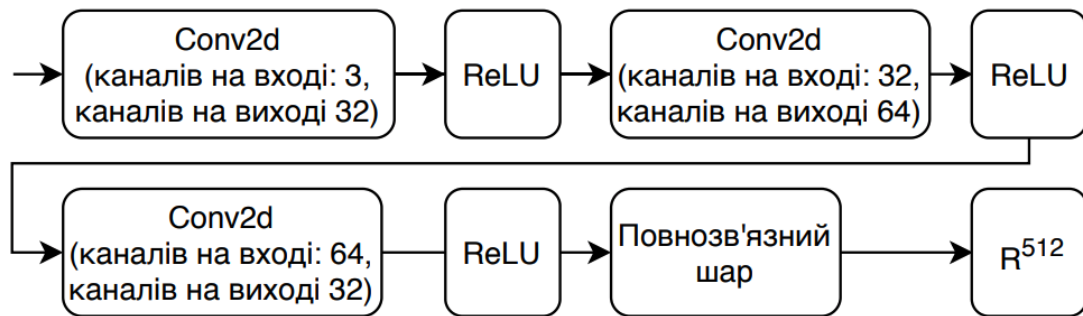 Conv2d
(каналів на вході: 3,
каналів на виході 32)
ReLU
Conv2d
(каналів на вході: 32,
каналів на виході 64)
ReLU
Conv2d
(каналів на вході: 64,
каналів на виході 32)
ReLU
Повнозв'язний
шар
R⁵¹²